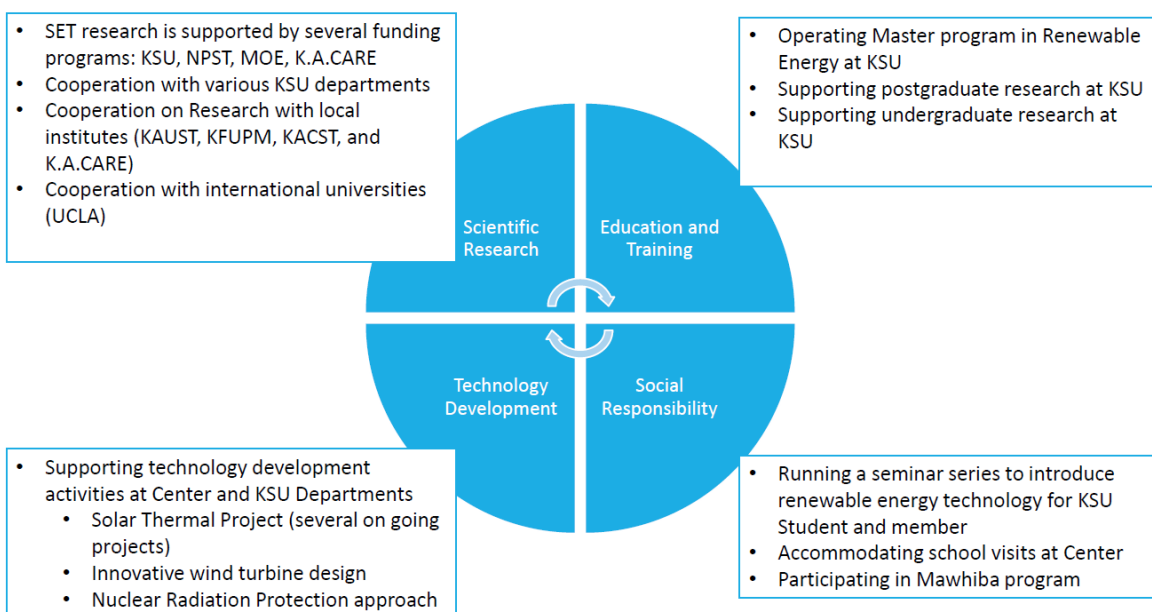 • SET research is supported by several funding
programs: KSU, NPST, MOE, K.A.CARE
• Cooperation with various KSU departments
• Cooperation on Research with local
institutes (KAUST, KFUPM, KACST, and
K.A.CARE)
• Cooperation with international universities
(UCLA)
• Operating Master program in Renewable
Energy at KSU
• Supporting postgraduate research at KSU
• Supporting undergraduate research at
KSU
Scientific
Research
Education and
Training
Technology
Development
Social
Responsibility
• Supporting technology development
activities at Center and KSU Departments
• Solar Thermal Project (several on going
projects)
• Innovative wind turbine design
• Nuclear Radiation Protection approach
• Running a seminar series to introduce
renewable energy technology for KSU
Student and member
• Accommodating school visits at Center
• Participating in Mawhiba program